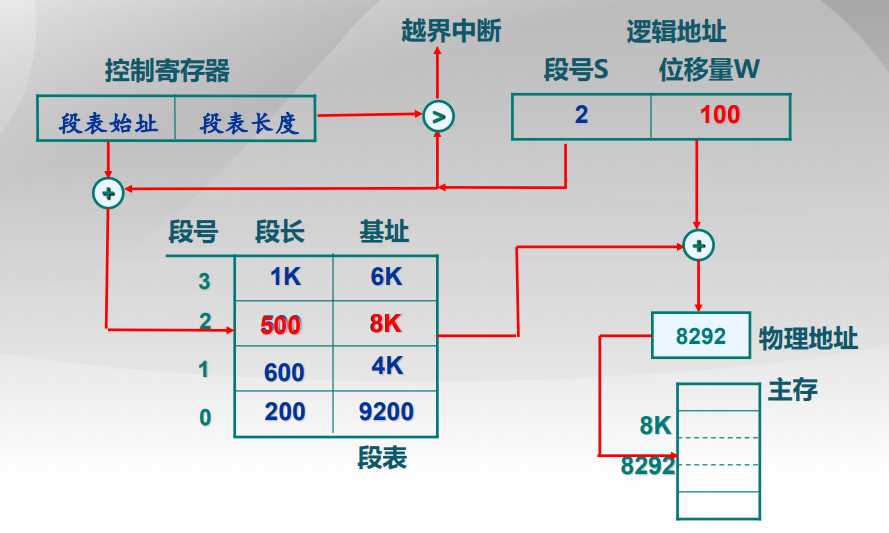 越界中断
逻辑地址
控制寄存器
段号S 位移量W
段表始址 段表长度
>
2 100
+
段号 段长 基址
+
3 1K 6K
2 500 8K
1 600 4K
0 200 9200
段表
8292 物理地址
主存
8K
8292